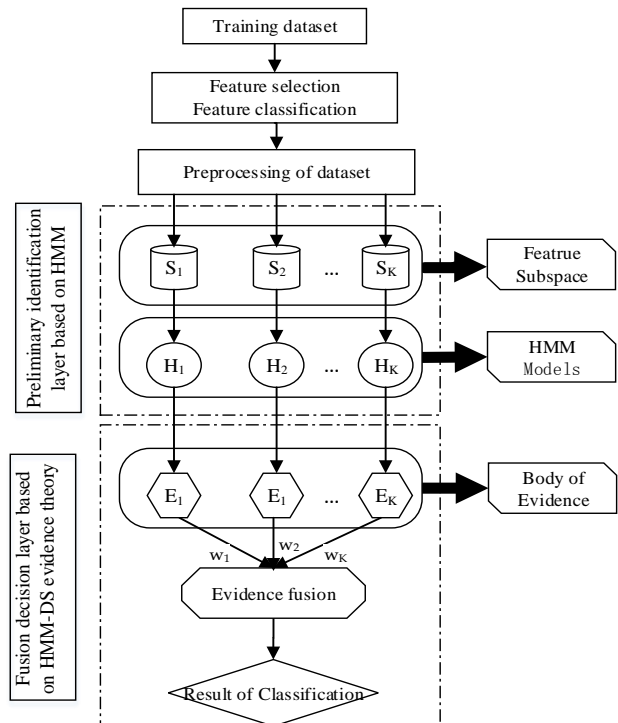 Training dataset
Feature selection
Feature classification
Preprocessing of dataset
Preliminary identification
layer based on HMM
S1
S2
...
SK
Featrue
Subspace
H1
H2
...
HK
HMM
Models
Fusion decision layer based
on HMM-DS evidence theory
E1
E1
...
EK
Body of
Evidence
w1
w2
wK
Evidence fusion
Result of Classification